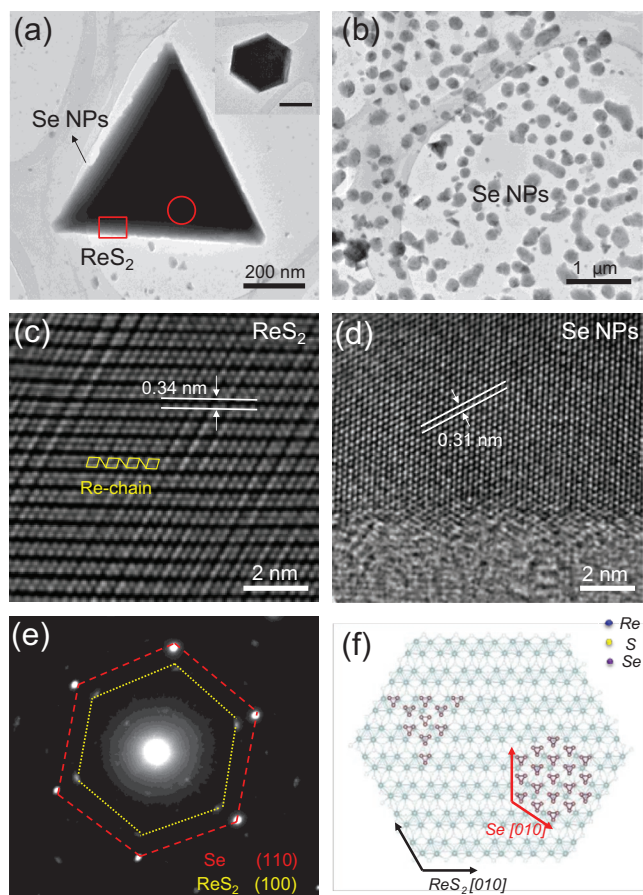 (a)
Se NPs
ReS2
200 nm
(b)
Se NPs
1 µm
(c)
ReS2
0.34 nm
Re-chain
2 nm
(d)
Se NPs
0.31 nm
2 nm
(e)
Se (110)
ReS2 (100)
(f)
Re
S
Se
Se [010]
ReS2 [010]